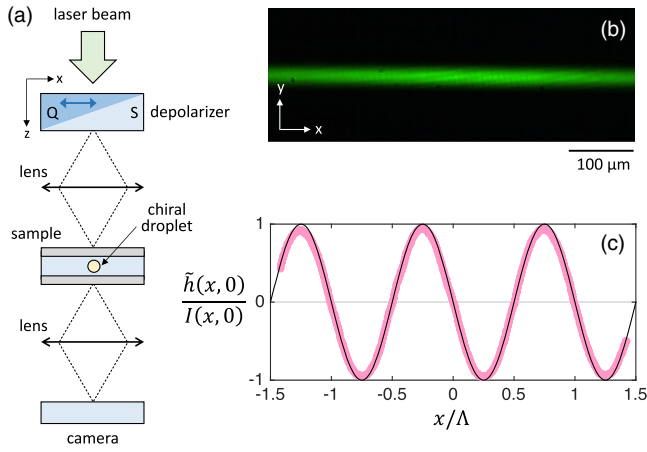 (a)
laser beam
x
z
Q
S
depolarizer
lens
chiral
droplet
sample
lens
camera
(b)
y
x
100 μm
(c)
h̃(x, 0)
I(x, 0)
1
0
-1
-1.5 -1 -0.5 0 0.5 1 1.5
x/Λ